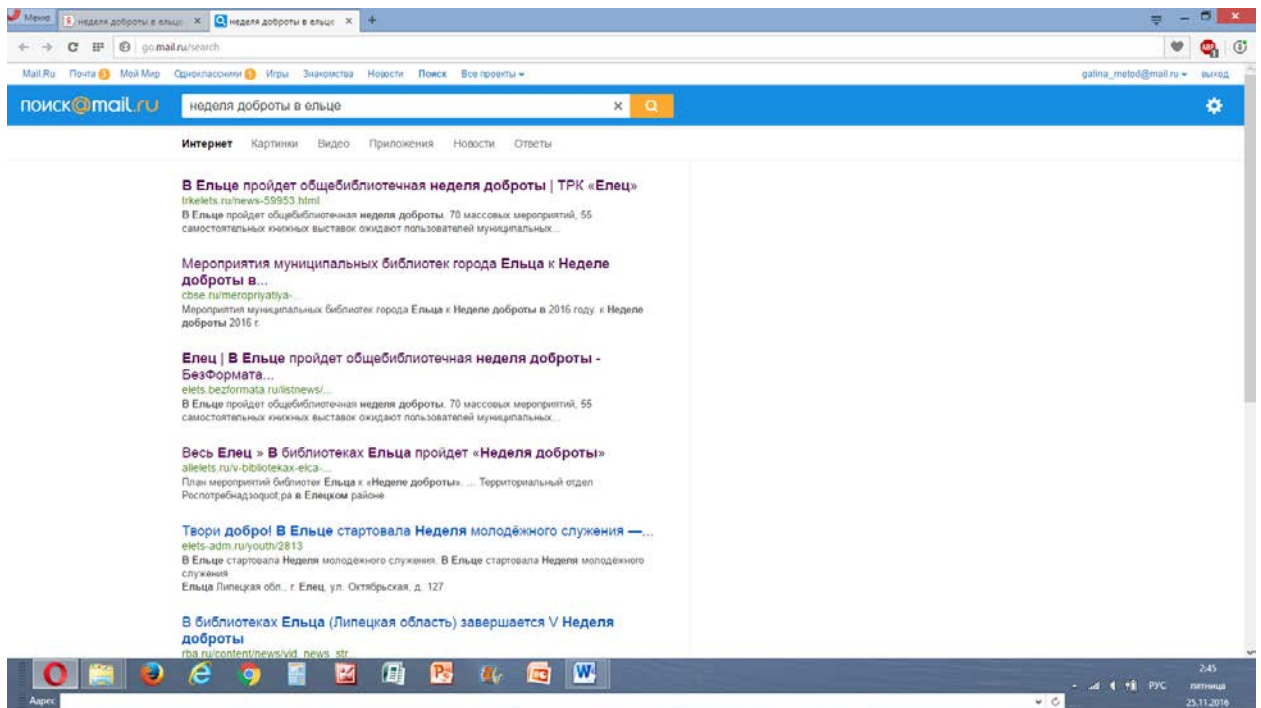 Меню
неделя доброты в ельце ×
неделя доброты в ельце × +
go.mail.ru/search
Mail.Ru Почта 3 Мой Мир Одноклассники Игры Знакомства Новости Поиск Все проекты galina_metod@mail.ru выход
поиск@mail.ru неделя доброты в ельце ×
Интернет Картинки Видео Приложения Новости Ответы
В Ельце пройдет общебиблиотечная неделя доброты | ТРК «Елец»
trkelets.ru/news-59953.html
В Ельце пройдет общебиблиотечная неделя доброты. 70 массовых мероприятий, 55
самостоятельных книжных выставок ожидают пользователей муниципальных...
Мероприятия муниципальных библиотек города Ельца к Неделе
доброты в...
cbse.ru/meropriyatiya-...
Мероприятия муниципальных библиотек города Ельца к Неделе доброты в 2016 году. к Неделе
доброты 2016 г.
Елец | В Ельце пройдет общебиблиотечная неделя доброты -
БезФормата...
elets.bezformata.ru/listnews/...
В Ельце пройдет общебиблиотечная неделя доброты. 70 массовых мероприятий, 55
самостоятельных книжных выставок ожидают пользователей муниципальных...
Весь Елец » В библиотеках Ельца пройдет «Неделя доброты»
allelets.ru/v-bibliotekax-elca-...
План мероприятий библиотек Ельца к «Неделе доброты». ... Территориальный отдел
Роспотребнадзоquot;ра в Елецком районе
Твори добро! В Ельце стартовала Неделя молодёжного служения —...
elets-adm.ru/youth/2813
В Ельце стартовала Неделя молодёжного служения. В Ельце стартовала Неделя молодёжного
служения
Ельца Липецкая обл., г. Елец, ул. Октябрьская, д. 127
В библиотеках Ельца (Липецкая область) завершается V Неделя
доброты
rba.ru/content/news/vid_news_str...
РУС
2:45
пятница
25.11.2016
Адрес